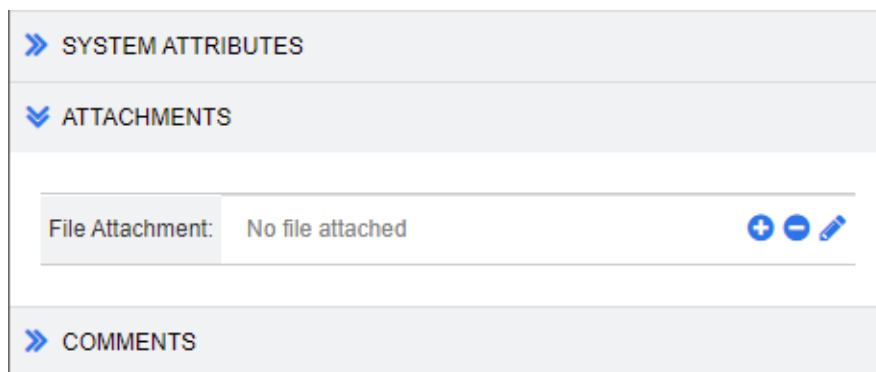 SYSTEM ATTRIBUTES
ATTACHMENTS
File Attachment: No file attached
COMMENTS